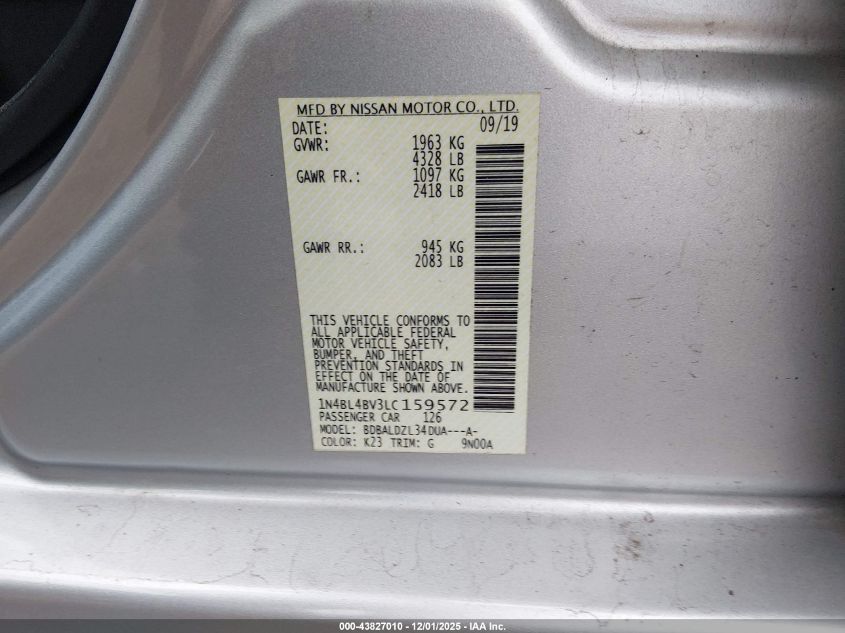 MFD BY NISSAN MOTOR CO., LTD.
DATE: 09/19
GVWR: 1963 KG
4328 LB
GAWR FR.: 1097 KG
2418 LB
GAWR RR.: 945 KG
2083 LB
THIS VEHICLE CONFORMS TO
ALL APPLICABLE FEDERAL
MOTOR VEHICLE SAFETY,
BUMPER, AND THEFT
PREVENTION STANDARDS IN
EFFECT ON THE DATE OF
MANUFACTURE SHOWN ABOVE.
1N4BL4BV3LC159572
PASSENGER CAR 126
MODEL: BDBALDZL34DUA---A-
COLOR: K23 TRIM: G 9N00A
000-43827010 - 12/01/2025 - IAA Inc.